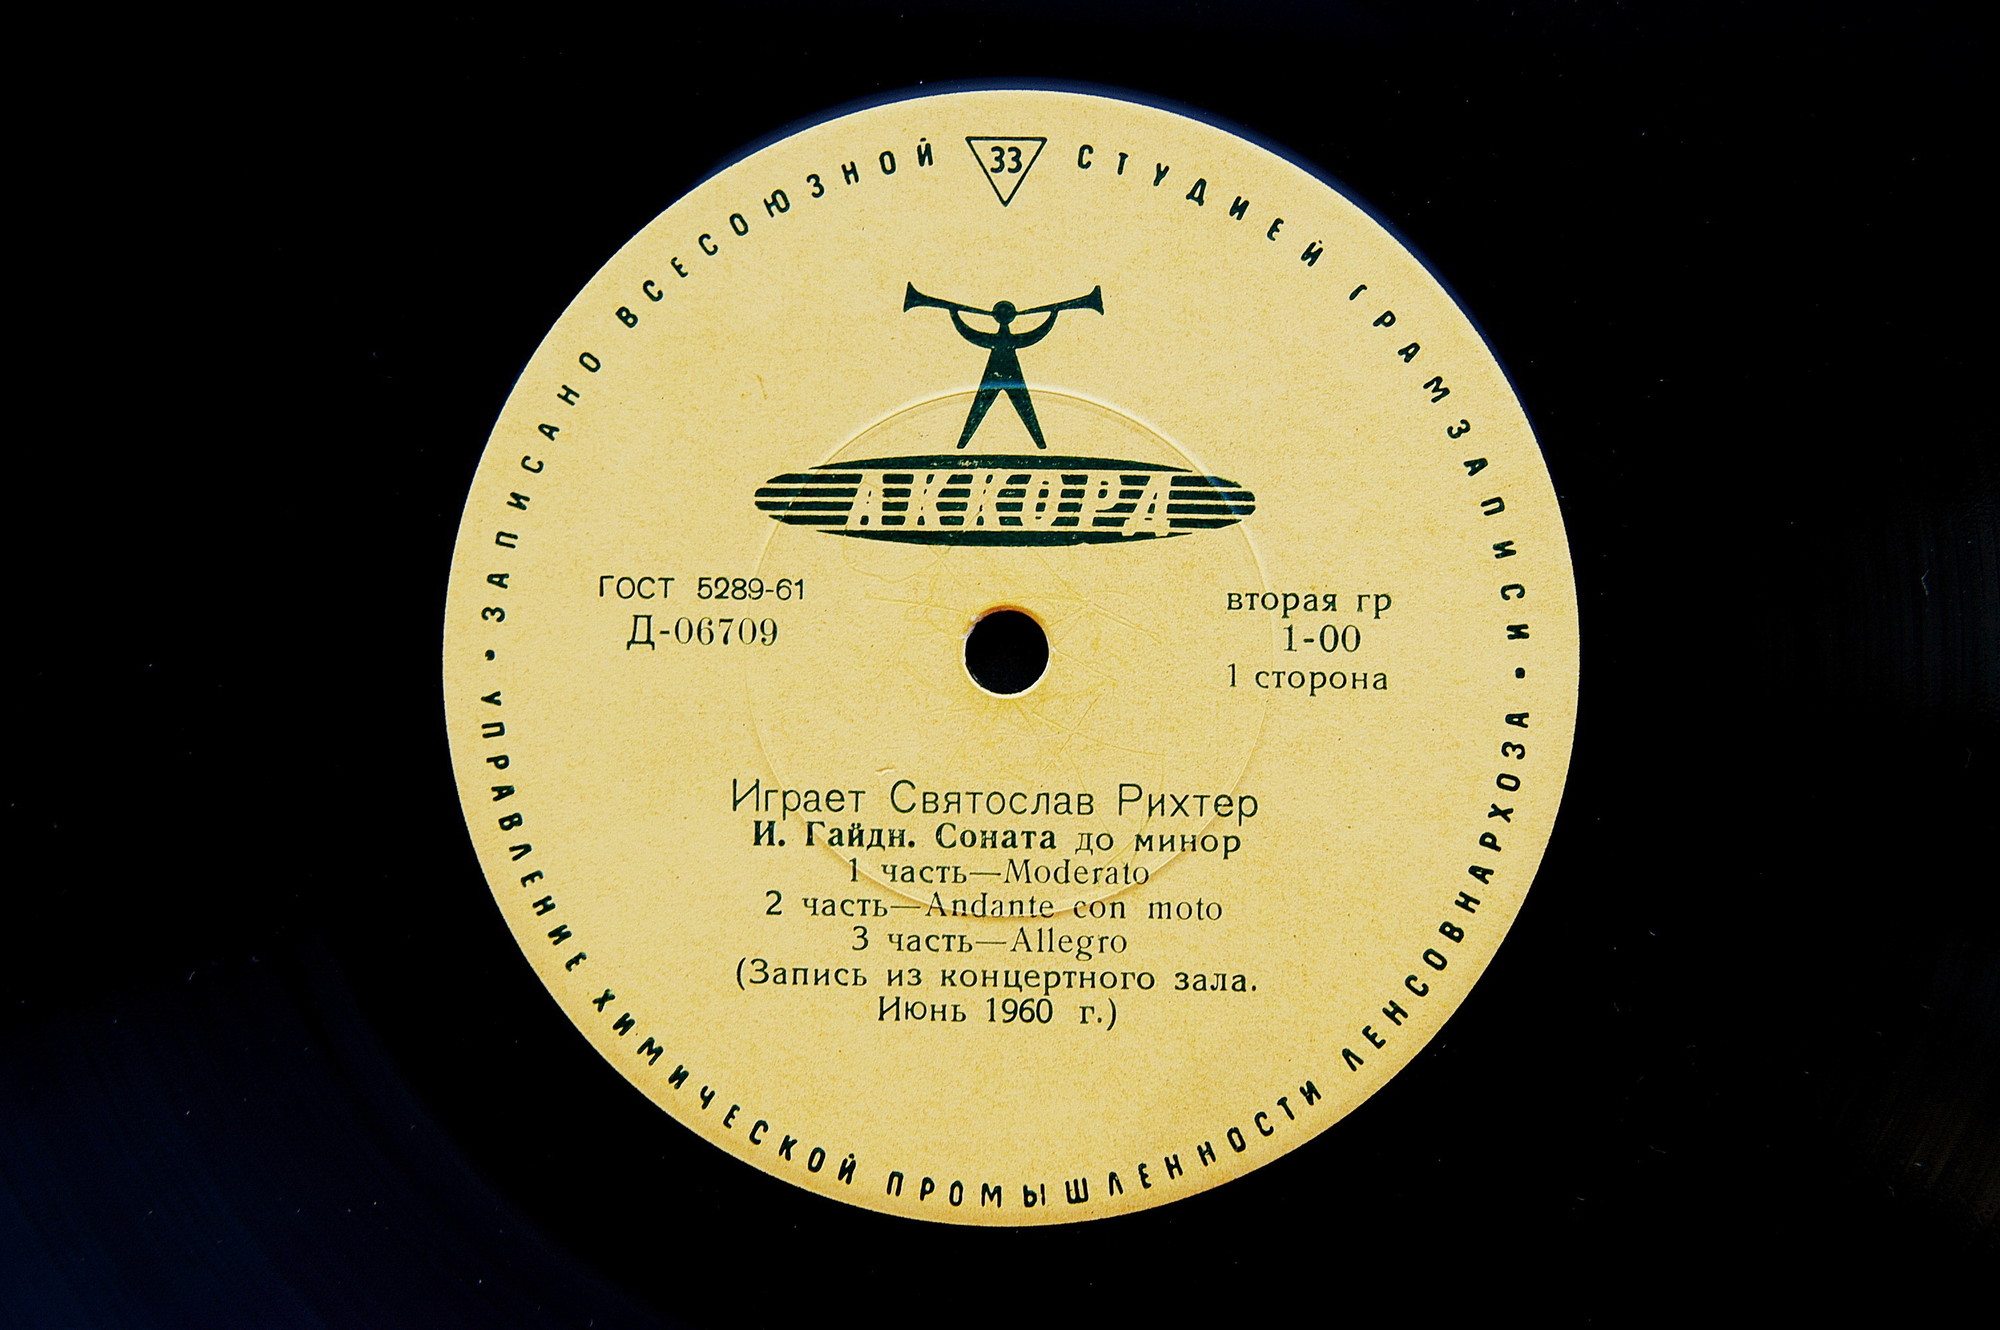 ЗАПИСАНО ВСЕСОЮЗНОЙ 33 СТУДИЕЙ ГРАМЗАПИСИ •
АККОРД
ГОСТ 5289-61
Д-06709
вторая гр
1-00
1 сторона
Играет Святослав Рихтер
И. Гайдн. Соната до минор
1 часть—Moderato
2 часть—Andante con moto
3 часть—Allegro
(Запись из концертного зала.
Июнь 1960 г.)
УПРАВЛЕНИЕ ХИМИЧЕСКОЙ ПРОМЫШЛЕННОСТИ ЛЕНСОВНАРХОЗА •